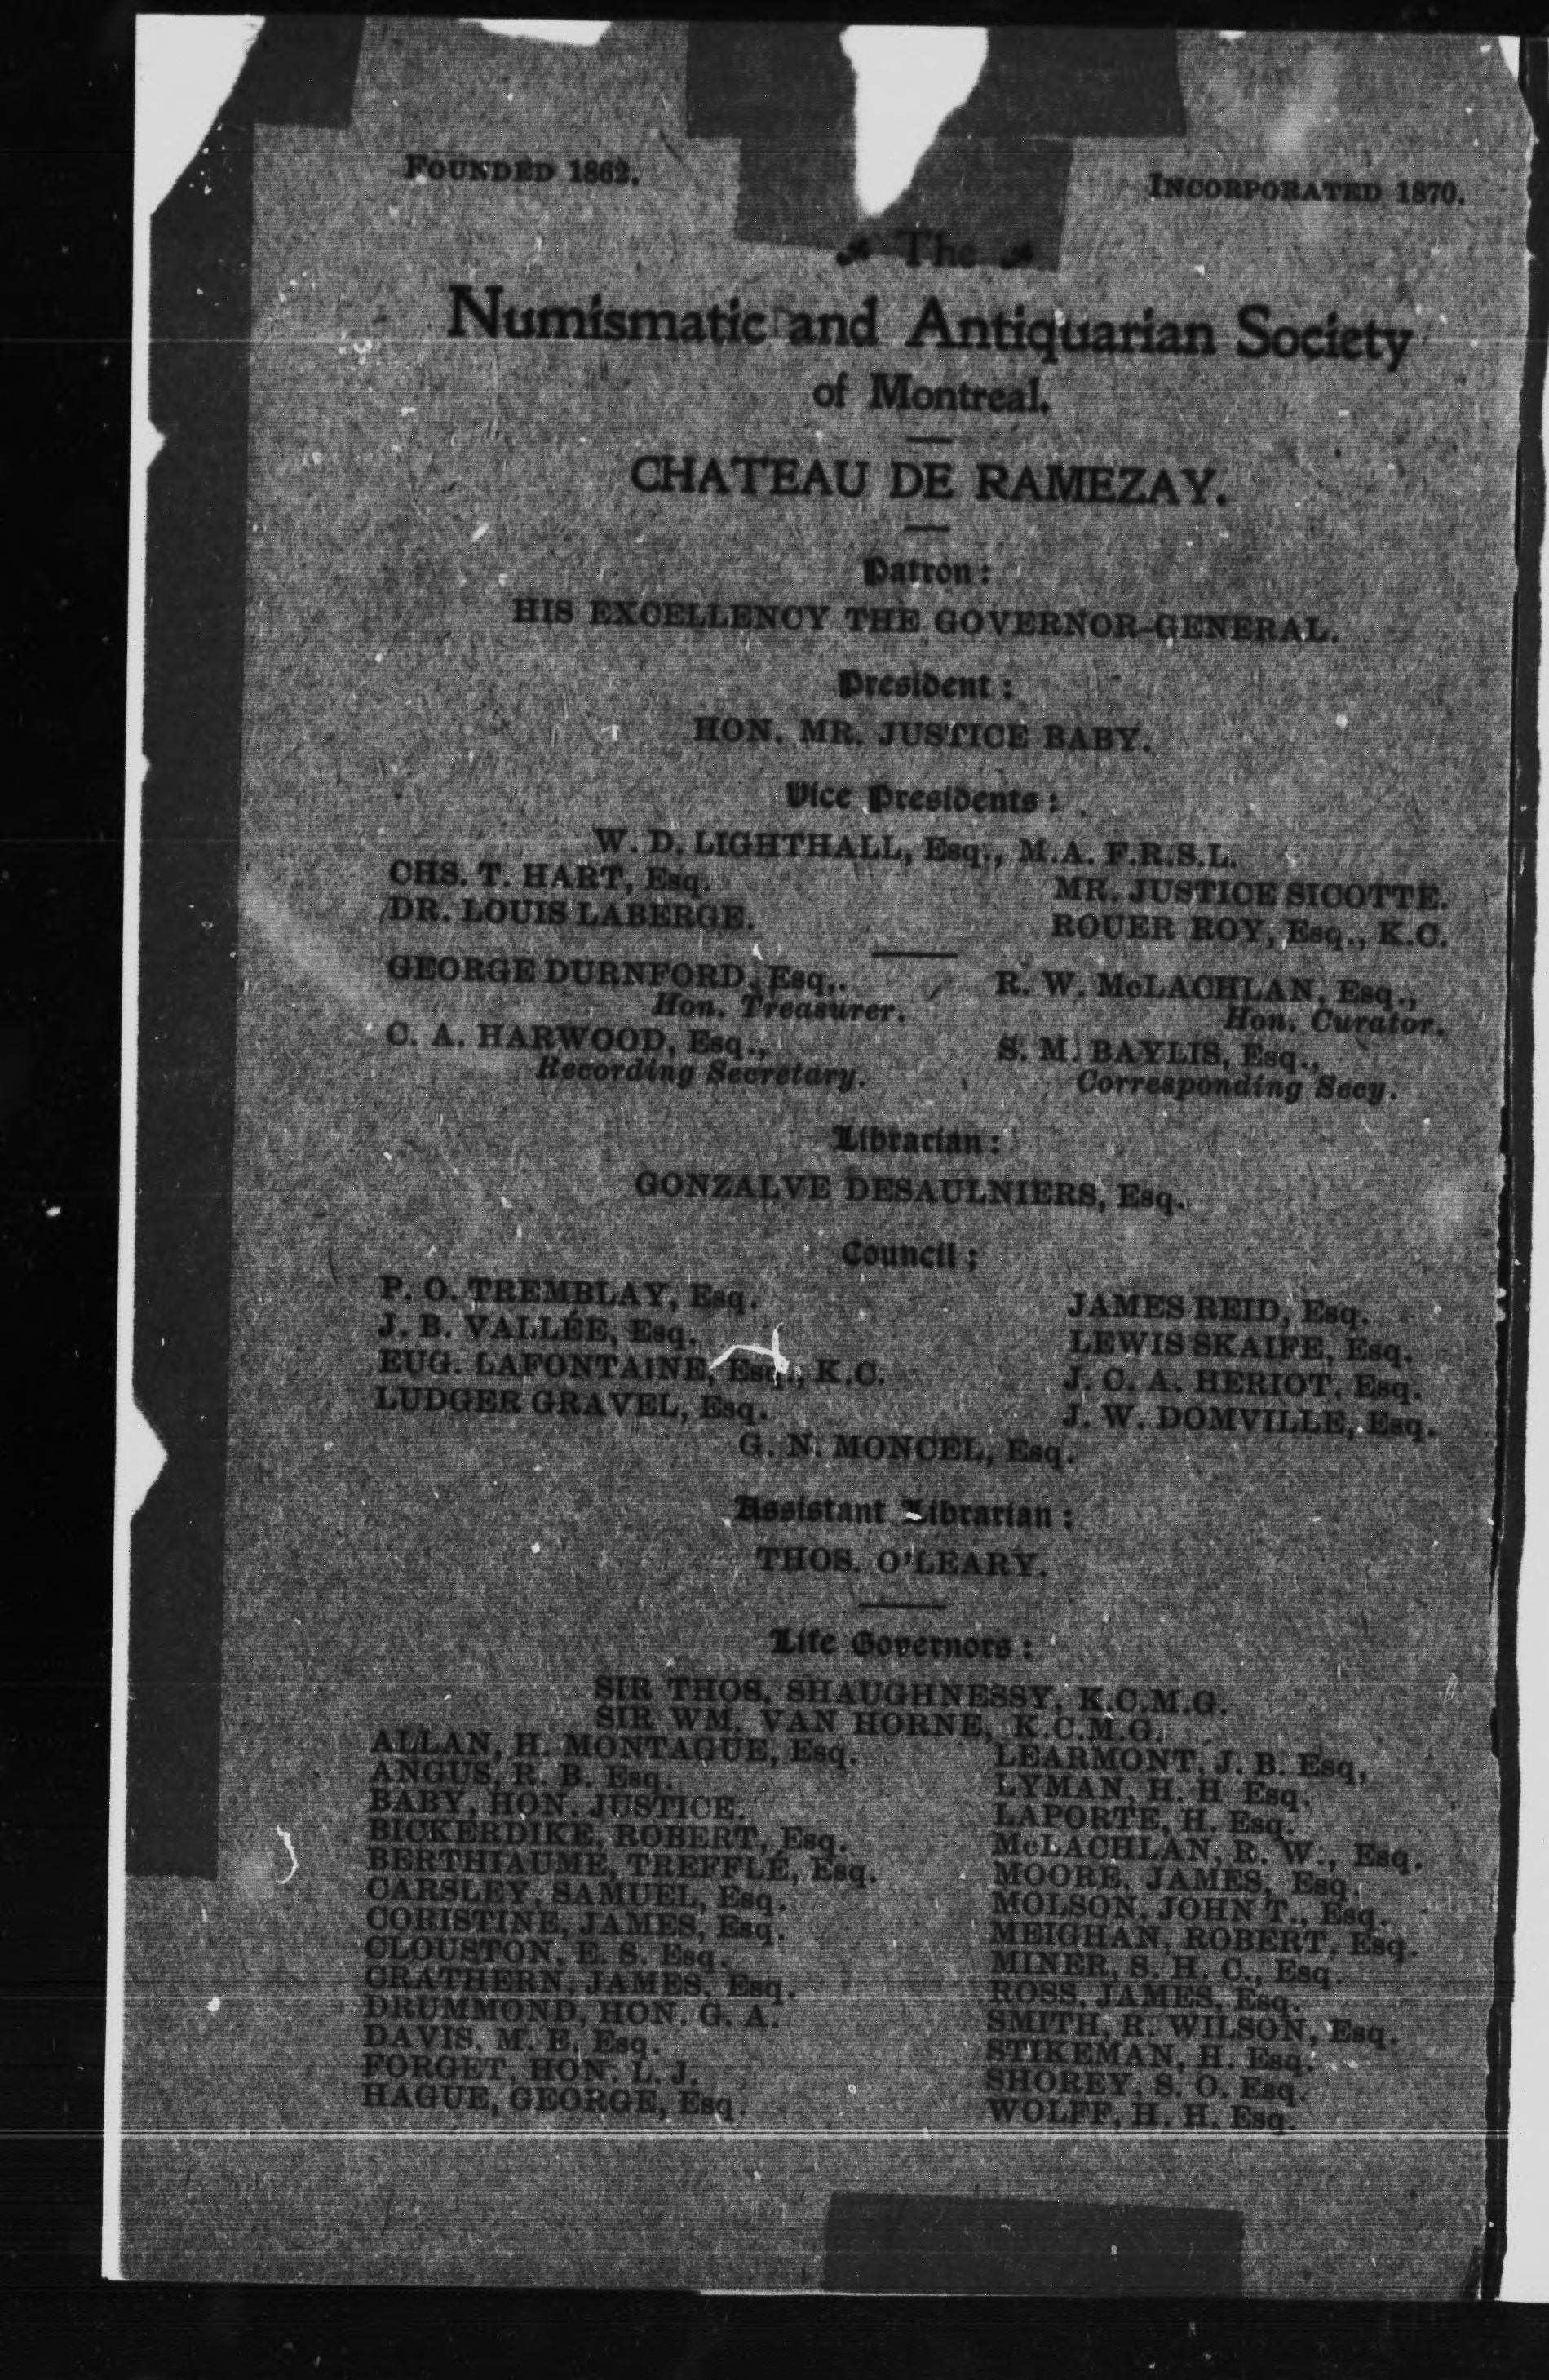 FOUNDED 1862.
INCORPORATED 1870.
The
Numismatic and Antiquarian Society
of Montreal.
CHATEAU DE RAMEZAY.
Patron:
HIS EXCELLENCY THE GOVERNOR-GENERAL.
President:
HON. MR. JUSTICE BABY.
Vice Presidents:
W. D. LIGHTHALL, Esq., M.A. F.R.S.L.
CHS. T. HART, Esq.
MR. JUSTICE SICOTTE.
DR. LOUIS LABERGE.
ROUER ROY, Esq., K.C.
GEORGE DURNFORD, Esq.,
Hon. Treasurer.
R. W. McLACHLAN, Esq.,
Hon. Curator.
C. A. HARWOOD, Esq.,
Recording Secretary.
S. M. BAYLIS, Esq.,
Corresponding Secy.
Librarian:
GONZALVE DESAULNIERS, Esq.
Council:
P. O. TREMBLAY, Esq.
J. B. VALLÉE, Esq.
EUG. LAFONTAINE, Esq., K.C.
LUDGER GRAVEL, Esq.
JAMES REID, Esq.
LEWIS SKAIFE, Esq.
J. C. A. HERIOT, Esq.
J. W. DOMVILLE, Esq.
G. N. MONCEL, Esq.
Assistant Librarian:
THOS. O'LEARY.
Life Governors:
SIR THOS. SHAUGHNESSY, K.C.M.G.
SIR WM. VAN HORNE, K.C.M.G.
ALLAN, H. MONTAGUE, Esq.
ANGUS, R. B. Esq.
BABY, HON. JUSTICE.
BICKERDIKE, ROBERT, Esq.
BERTHIAUME, TREFFLÉ, Esq.
CARSLEY, SAMUEL, Esq.
CORISTINE, JAMES, Esq.
CLOUSTON, E. S. Esq.
CRATHERN, JAMES, Esq.
DRUMMOND, HON. G. A.
DAVIS, M. E. Esq.
FORGET, HON. L. J.
HAGUE, GEORGE, Esq.
LEARMONT, J. B. Esq,
LYMAN, H. H Esq.
LAPORTE, H. Esq.
McLACHLAN, R. W., Esq.
MOORE, JAMES, Esq.
MOLSON, JOHN T., Esq.
MEIGHAN, ROBERT, Esq.
MINER, S. H. C., Esq.
ROSS, JAMES, Esq.
SMITH, R. WILSON, Esq.
STIKEMAN, H. Esq.
SHOREY, S. O. Esq.
WOLFF, H. H. Esq.